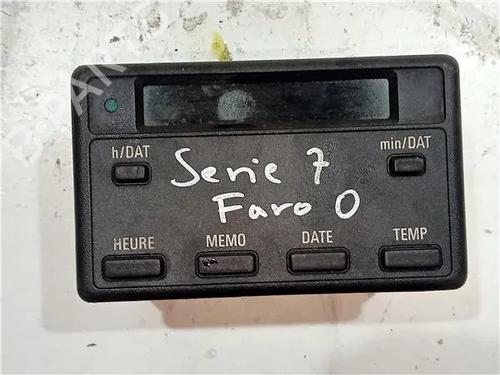 h/DAT
min/DAT
Serie 7
Faro 0
HEURE
MEMO
DATE
TEMP